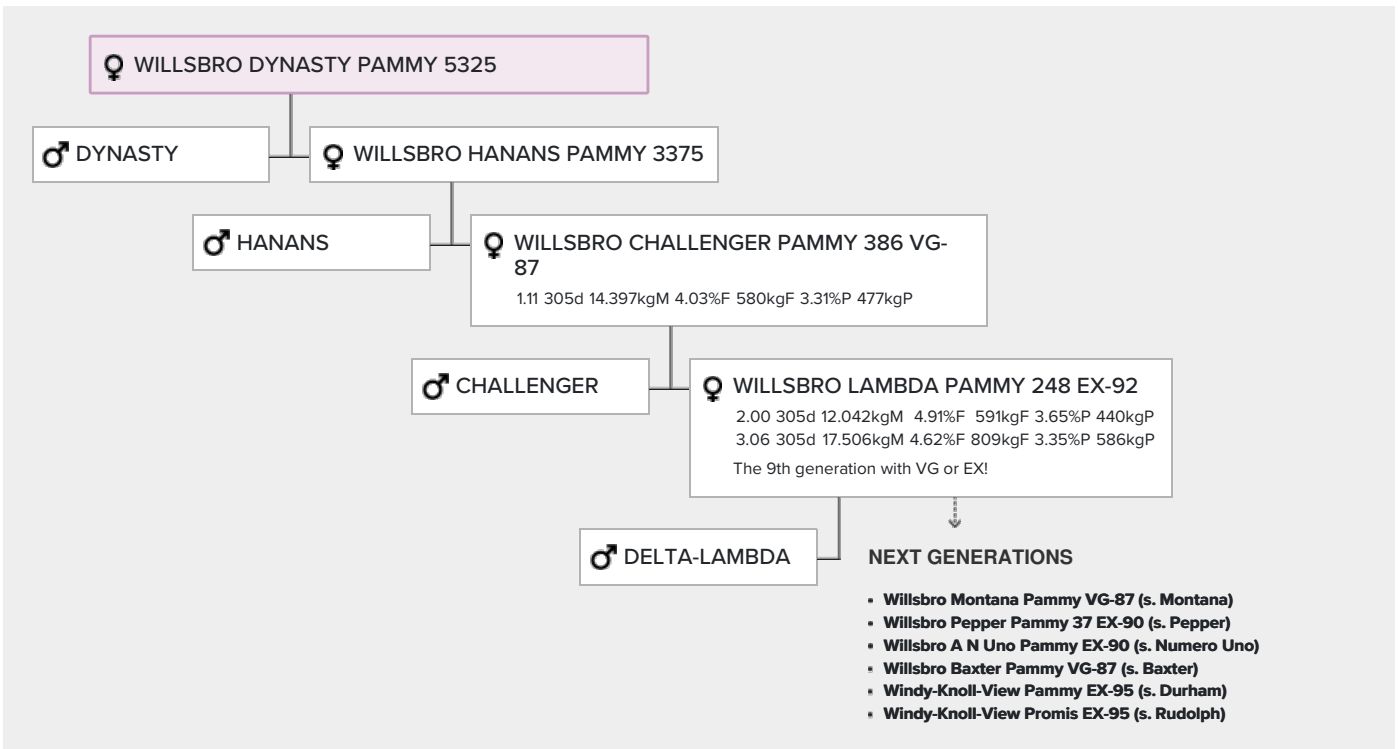 WILLSBRO DYNASTY PAMMY 5325
DYNASTY
WILLSBRO HANANS PAMMY 3375
HANANS
WILLSBRO CHALLENGER PAMMY 386 VG-
87
1.11 305d 14.397kgM 4.03%F 580kgF 3.31%P 477kgP
CHALLENGER
WILLSBRO LAMBDA PAMMY 248 EX-92
2.00 305d 12.042kgM 4.91%F 591kgF 3.65%P 440kgP
3.06 305d 17.506kgM 4.62%F 809kgF 3.35%P 586kgP
The 9th generation with VG or EX!
DELTA-LAMBDA
NEXT GENERATIONS
Willsbro Montana Pammy VG-87 (s. Montana)
Willsbro Pepper Pammy 37 EX-90 (s. Pepper)
Willsbro A N Uno Pammy EX-90 (s. Numero Uno)
Willsbro Baxter Pammy VG-87 (s. Baxter)
Windy-Knoll-View Pammy EX-95 (s. Durham)
Windy-Knoll-View Promis EX-95 (s. Rudolph)